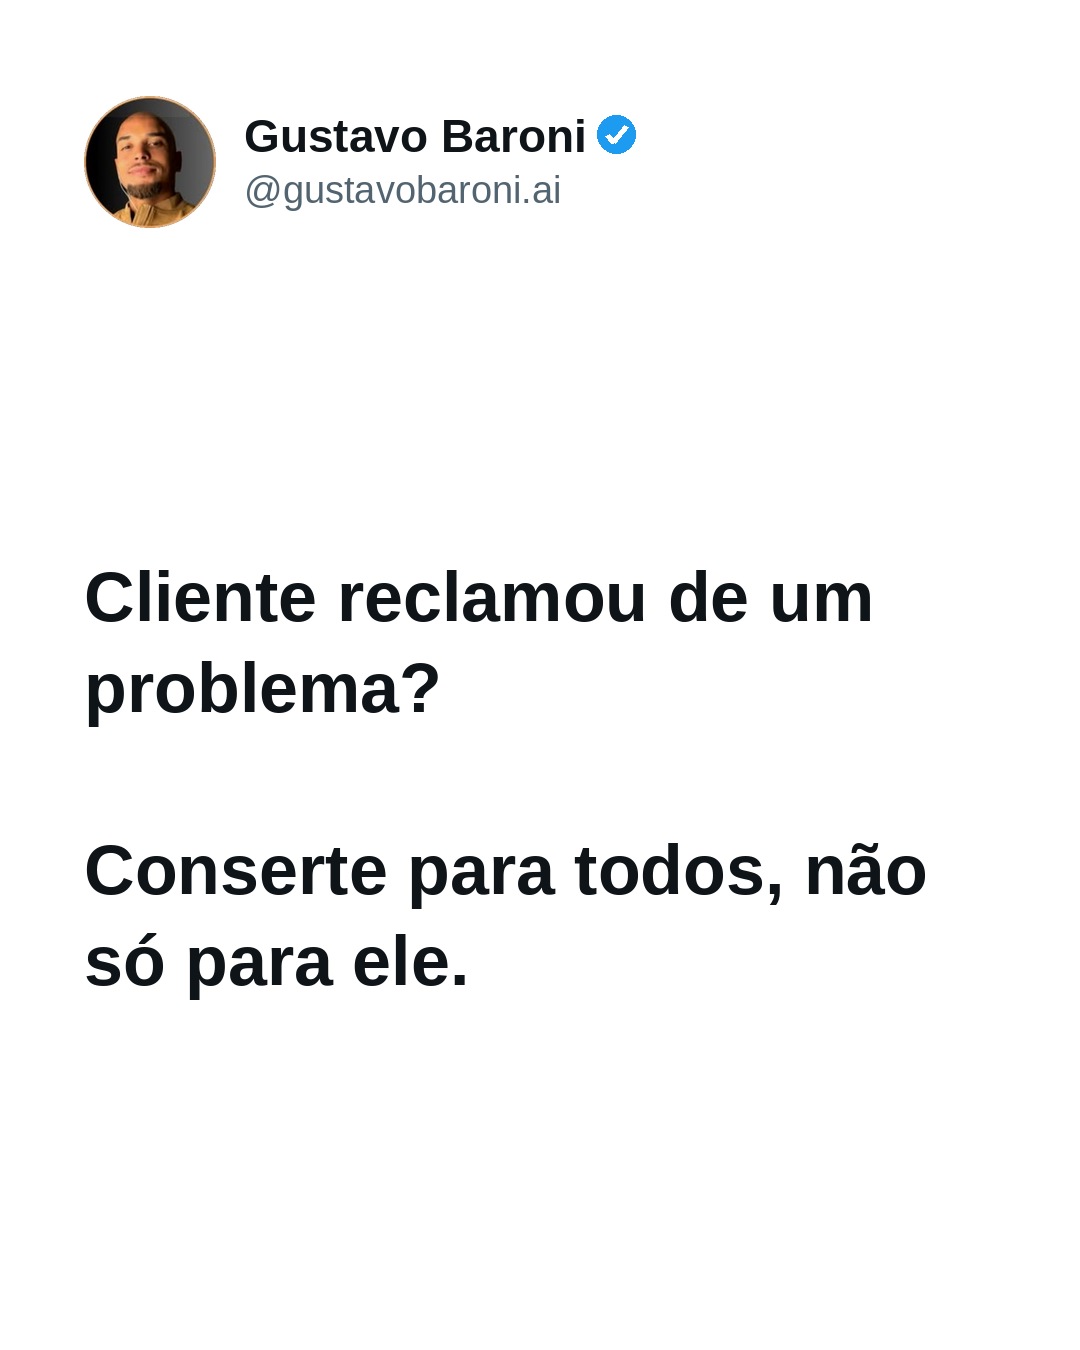 Gustavo Baroni
@gustavobaroni.ai
Cliente reclamou de um
problema?
Conserte para todos, não
só para ele.